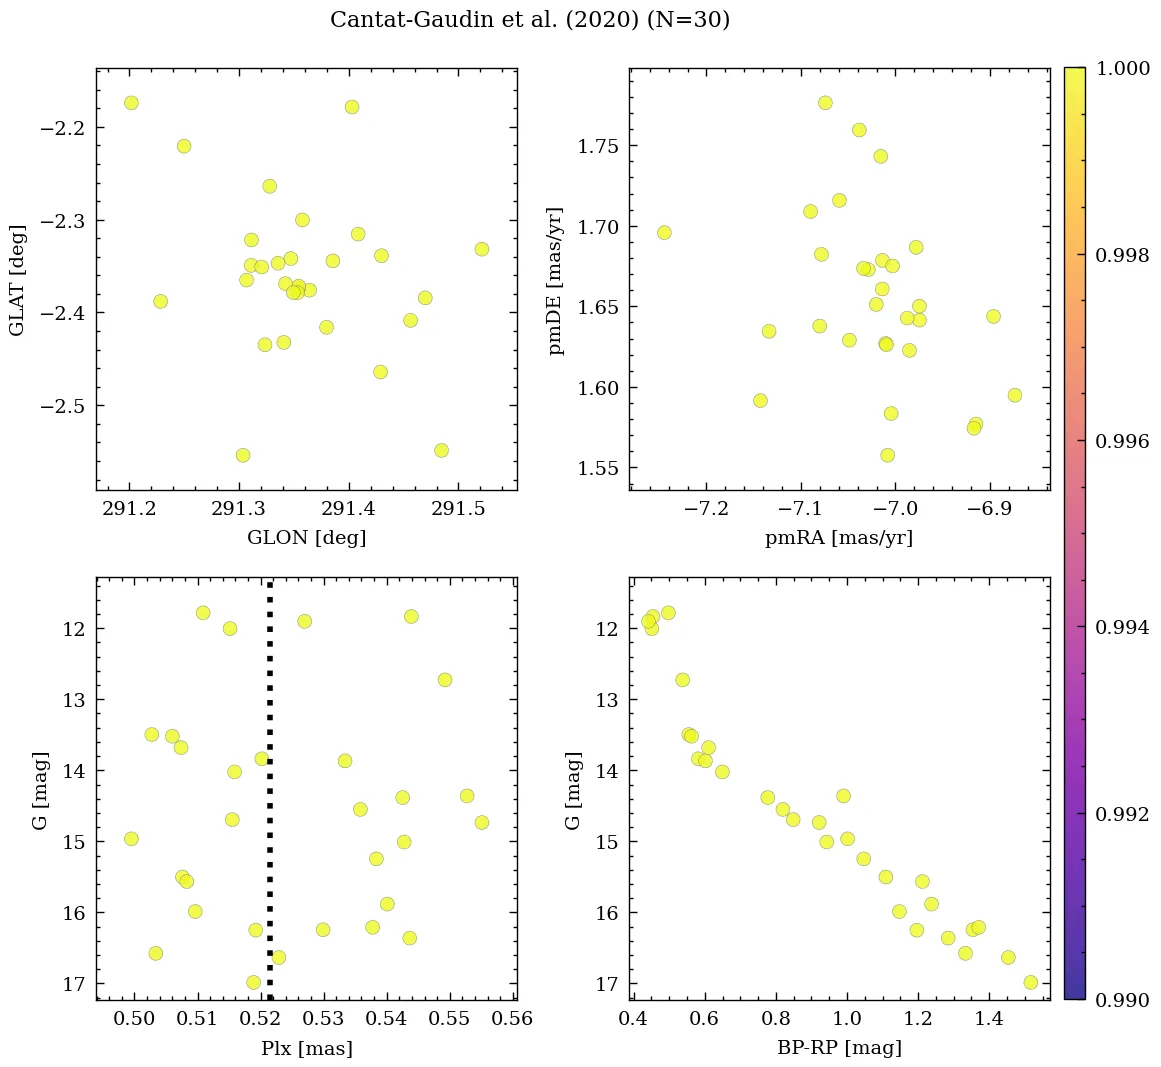 Cantat-Gaudin et al. (2020) (N=30)
GLAT [deg]
−2.2
−2.3
−2.4
−2.5
291.2 291.3 291.4 291.5
GLON [deg]
pmDE [mas/yr]
1.75
1.70
1.65
1.60
1.55
−7.2 −7.1 −7.0 −6.9
pmRA [mas/yr]
G [mag]
12
13
14
15
16
17
0.50 0.51 0.52 0.53 0.54 0.55 0.56
Plx [mas]
G [mag]
12
13
14
15
16
17
0.4 0.6 0.8 1.0 1.2 1.4
BP-RP [mag]
1.000
0.998
0.996
0.994
0.992
0.990